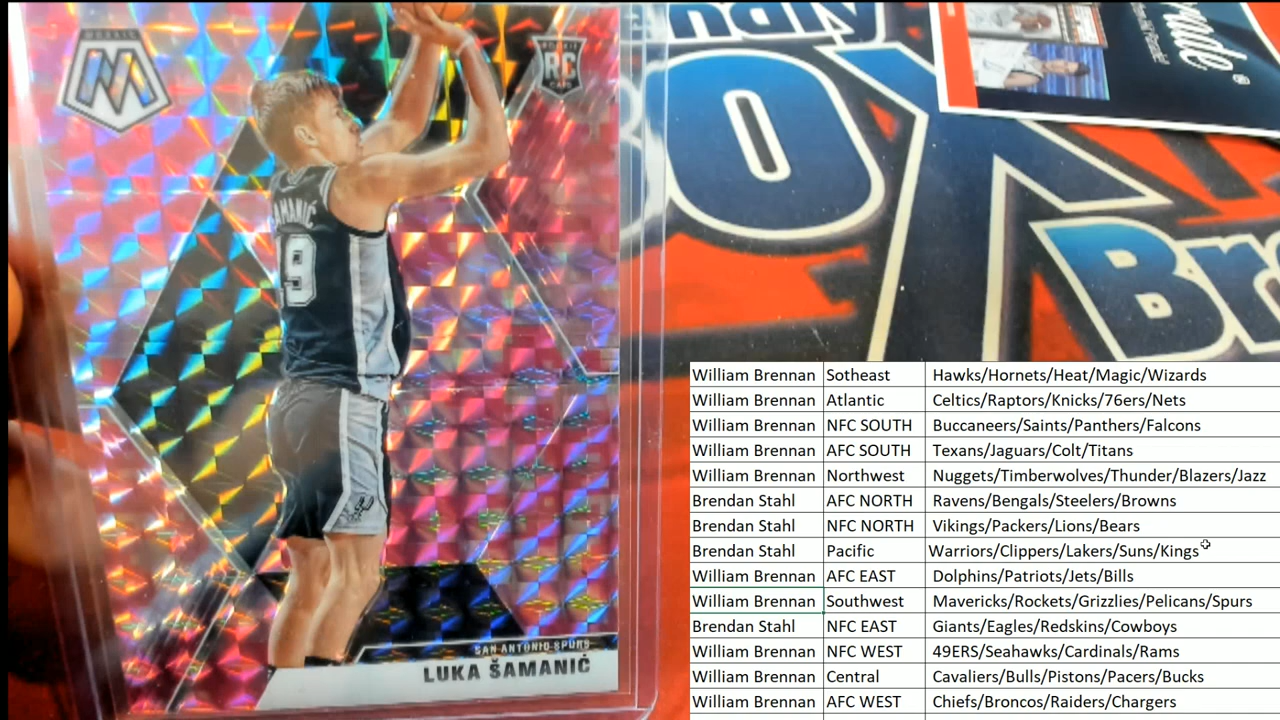 MOSAIC
ROOKIE
RC
CARD
ŠAMANIĆ
19
SAN ANTONIO SPURS
LUKA ŠAMANIĆ
William Brennan Sotheast Hawks/Hornets/Heat/Magic/Wizards
William Brennan Atlantic Celtics/Raptors/Knicks/76ers/Nets
William Brennan NFC SOUTH Buccaneers/Saints/Panthers/Falcons
William Brennan AFC SOUTH Texans/Jaguars/Colt/Titans
William Brennan Northwest Nuggets/Timberwolves/Thunder/Blazers/Jazz
Brendan Stahl AFC NORTH Ravens/Bengals/Steelers/Browns
Brendan Stahl NFC NORTH Vikings/Packers/Lions/Bears
Brendan Stahl Pacific Warriors/Clippers/Lakers/Suns/Kings
William Brennan AFC EAST Dolphins/Patriots/Jets/Bills
William Brennan Southwest Mavericks/Rockets/Grizzlies/Pelicans/Spurs
Brendan Stahl NFC EAST Giants/Eagles/Redskins/Cowboys
William Brennan NFC WEST 49ERS/Seahawks/Cardinals/Rams
William Brennan Central Cavaliers/Bulls/Pistons/Pacers/Bucks
William Brennan AFC WEST Chiefs/Broncos/Raiders/Chargers